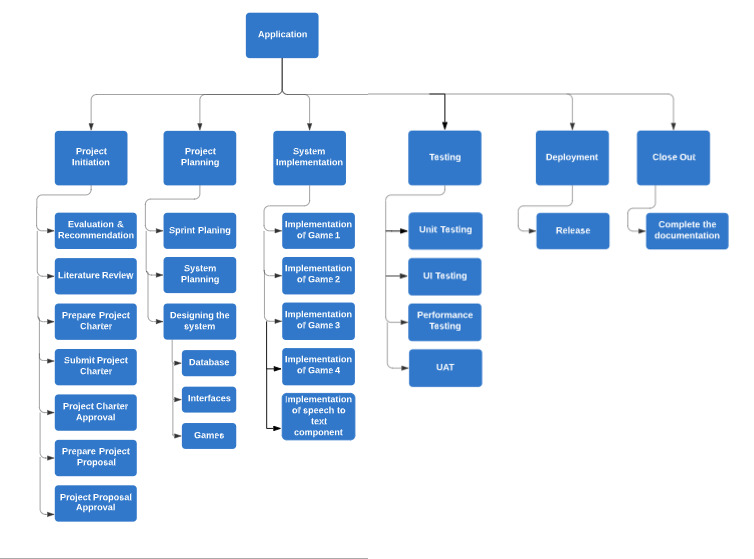 Application
Project
Initiation
Project
Planning
System
Implementation
Testing
Deployment
Close Out
Evaluation &
Recommendation
Literature Review
Prepare Project
Charter
Submit Project
Charter
Project Charter
Approval
Prepare Project
Proposal
Project Proposal
Approval
Sprint Planing
System
Planning
Designing the
system
Database
Interfaces
Games
Implementation
of Game 1
Implementation
of Game 2
Implementation
of Game 3
Implementation
of Game 4
Implementation
of speech to
text
component
Unit Testing
UI Testing
Performance
Testing
UAT
Release
Complete the
documentation